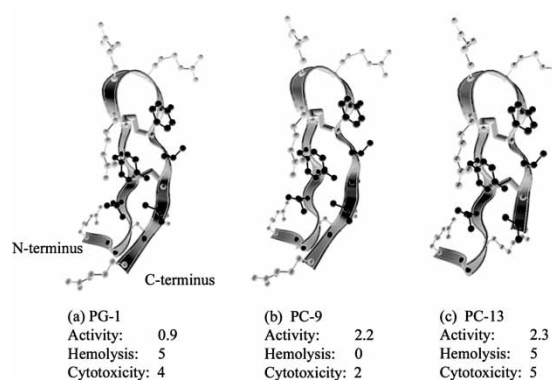 N-terminus
C-terminus
(a) PG-1
Activity: 0.9
Hemolysis: 5
Cytotoxicity: 4
(b) PC-9
Activity: 2.2
Hemolysis: 0
Cytotoxicity: 2
(c) PC-13
Activity: 2.3
Hemolysis: 5
Cytotoxicity: 5